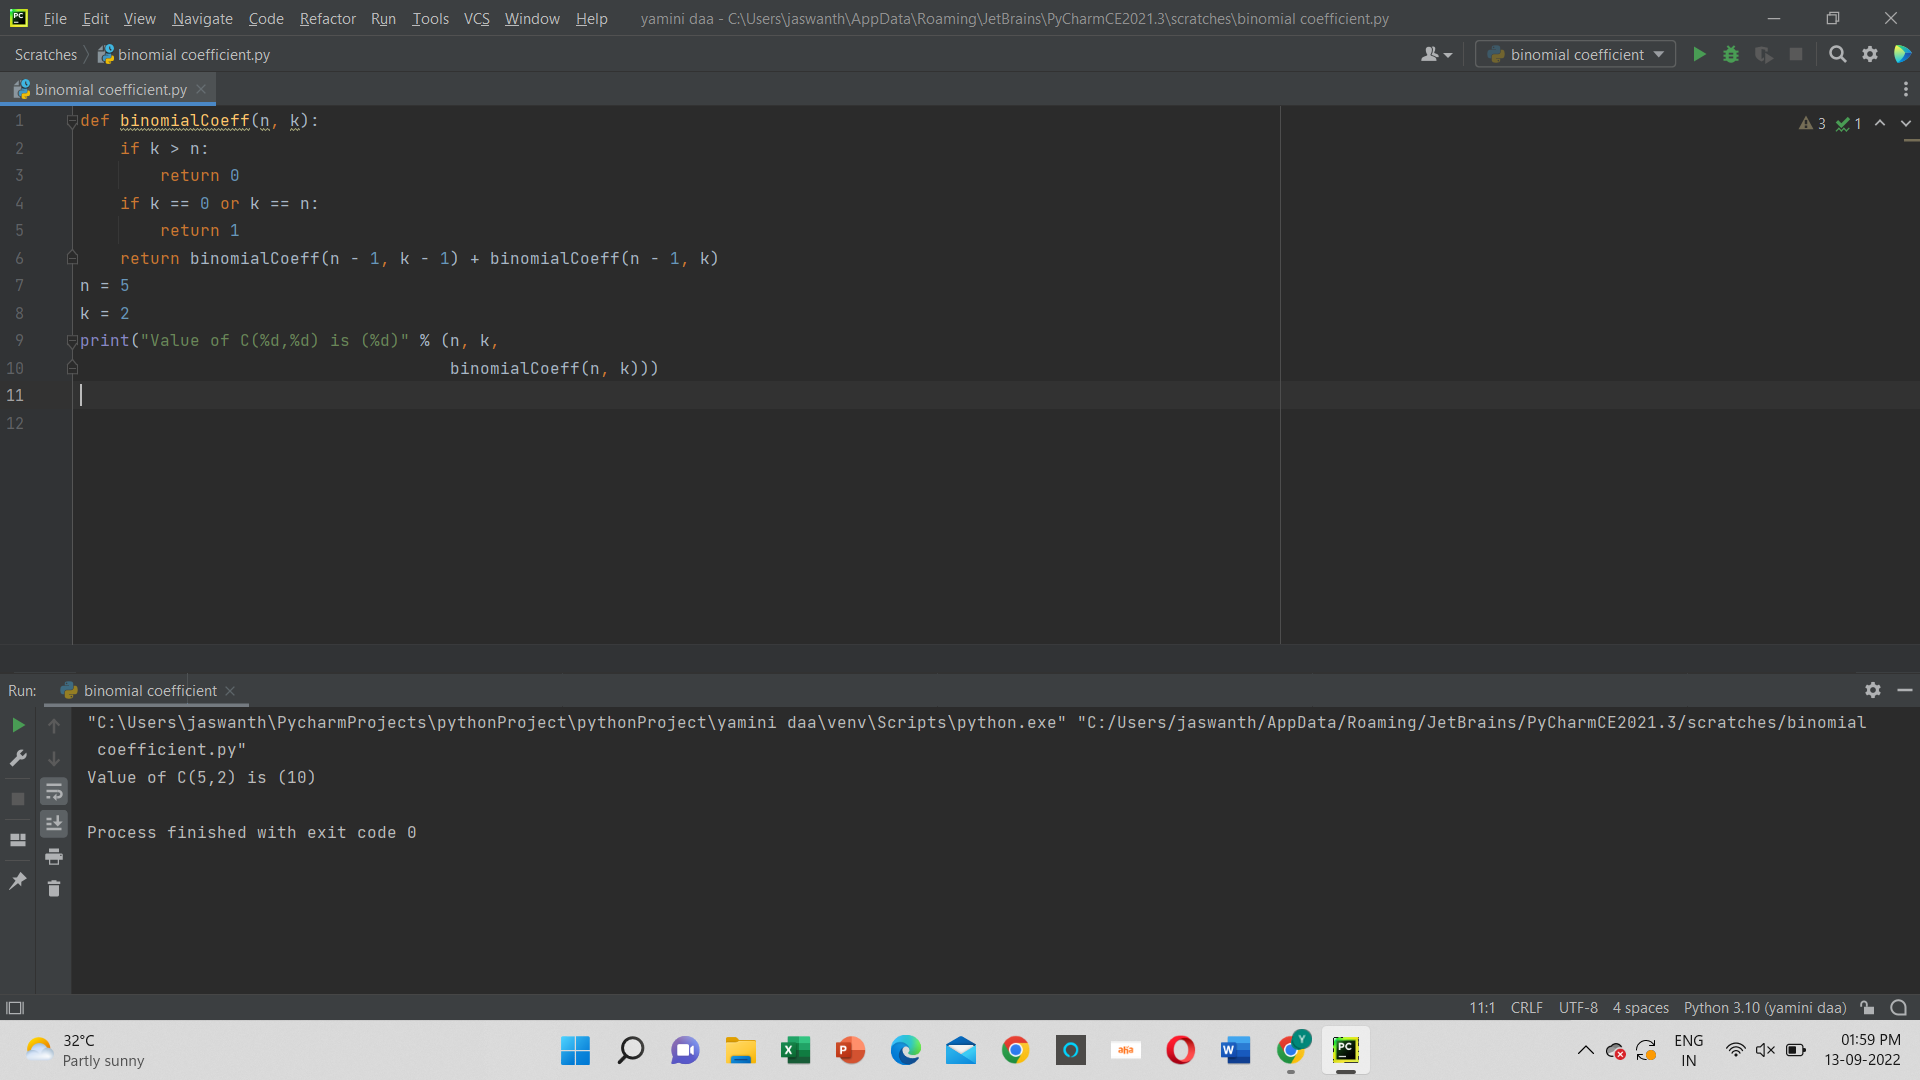 PC File Edit View Navigate Code Refactor Run Tools VCS Window Help yamini daa - C:\Users\jaswanth\AppData\Roaming\JetBrains\PyCharmCE2021.3\scratches\binomial coefficient.py
Scratches binomial coefficient.py binomial coefficient
binomial coefficient.py
3 1
1 def binomialCoeff(n, k):
2     if k > n:
3         return 0
4     if k == 0 or k == n:
5         return 1
6     return binomialCoeff(n - 1, k - 1) + binomialCoeff(n - 1, k)
7 n = 5
8 k = 2
9 print("Value of C(%d,%d) is (%d)" % (n, k,
10                                      binomialCoeff(n, k)))
11
12
Run: binomial coefficient
"C:\Users\jaswanth\PycharmProjects\pythonProject\pythonProject\yamini daa\venv\Scripts\python.exe" "C:/Users/jaswanth/AppData/Roaming/JetBrains/PyCharmCE2021.3/scratches/binomial
coefficient.py"
Value of C(5,2) is (10)
Process finished with exit code 0
11:1 CRLF UTF-8 4 spaces Python 3.10 (yamini daa)
32°C
Partly sunny
X P aha W Y PC
ENG
IN
01:59 PM
13-09-2022